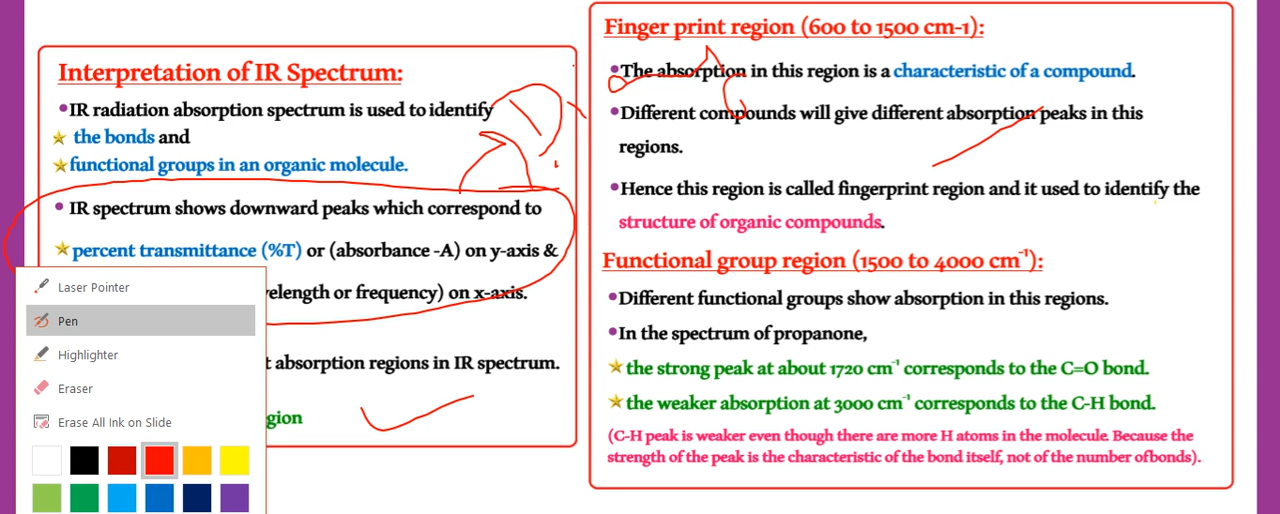 Interpretation of IR Spectrum:
•IR radiation absorption spectrum is used to identify
the bonds and
functional groups in an organic molecule.
• IR spectrum shows downward peaks which correspond to
percent transmittance (%T) or (absorbance -A) on y-axis &
velength or frequency) on x-axis.
t absorption regions in IR spectrum.
gion
Laser Pointer
Pen
Highlighter
Eraser
Erase All Ink on Slide
Finger print region (600 to 1500 cm-1):
•The absorption in this region is a characteristic of a compound.
•Different compounds will give different absorption peaks in this
regions.
•Hence this region is called fingerprint region and it used to identify the
structure of organic compounds.
Functional group region (1500 to 4000 cm⁻¹):
•Different functional groups show absorption in this regions.
•In the spectrum of propanone,
the strong peak at about 1720 cm⁻¹ corresponds to the C=O bond.
the weaker absorption at 3000 cm⁻¹ corresponds to the C-H bond.
(C-H peak is weaker even though there are more H atoms in the molecule. Because the
strength of the peak is the characteristic of the bond itself, not of the number of bonds).